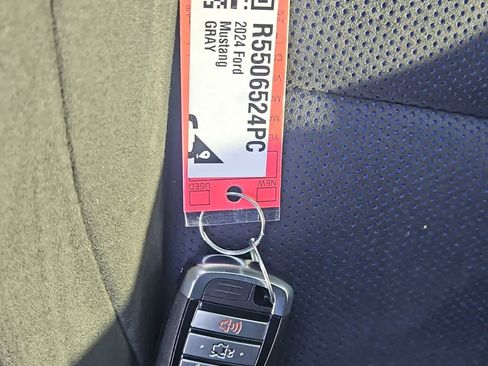 R5506524PC
2024 Ford
Mustang
GRAY
USED
NEW